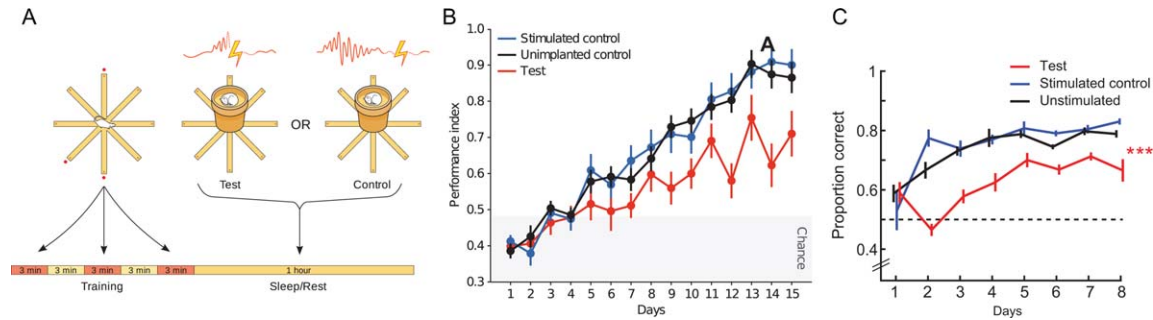 A
Test
OR
Control
3 min 3 min 3 min 3 min 3 min 1 hour
Training Sleep/Rest
B
Stimulated control
Unimplanted control
Test
A
Performance index
1.0
0.9
0.8
0.7
0.6
0.5
0.4
0.3
Chance
1 2 3 4 5 6 7 8 9 10 11 12 13 14 15
Days
C
Test
Stimulated control
Unstimulated
Proportion correct
1
0.8
0.6
0.4
***
1 2 3 4 5 6 7 8
Days